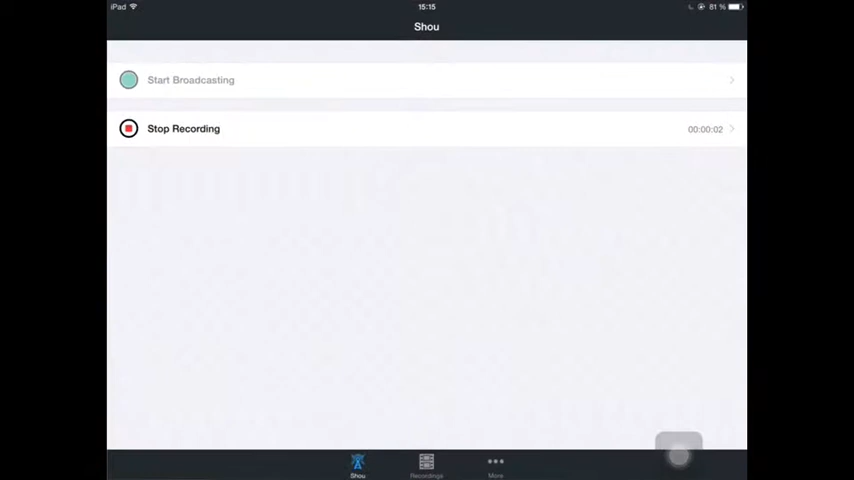 iPad 15:15 81 %
Shou
Start Broadcasting
Stop Recording 00:00:02
Shou Recordings More